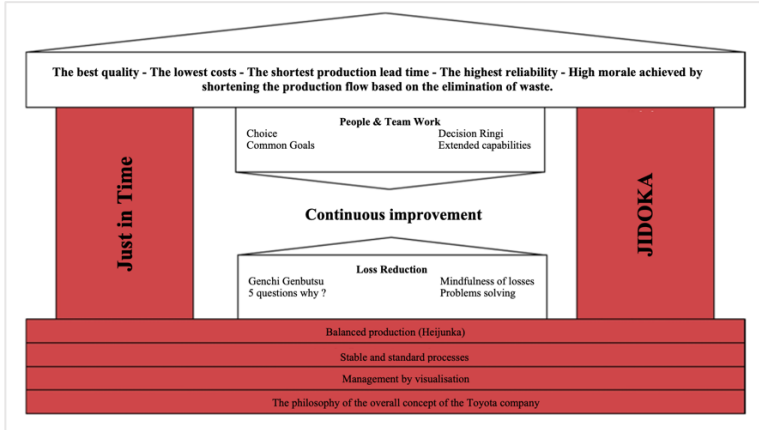 The best quality - The lowest costs - The shortest production lead time - The highest reliability - High morale achieved by
shortening the production flow based on the elimination of waste.
Just in Time
People & Team Work
Choice
Common Goals
Decision Ringi
Extended capabilities
Continuous improvement
Loss Reduction
Genchi Genbutsu
5 questions why ?
Mindfulness of losses
Problems solving
JIDOKA
Balanced production (Heijunka)
Stable and standard processes
Management by visualisation
The philosophy of the overall concept of the Toyota company